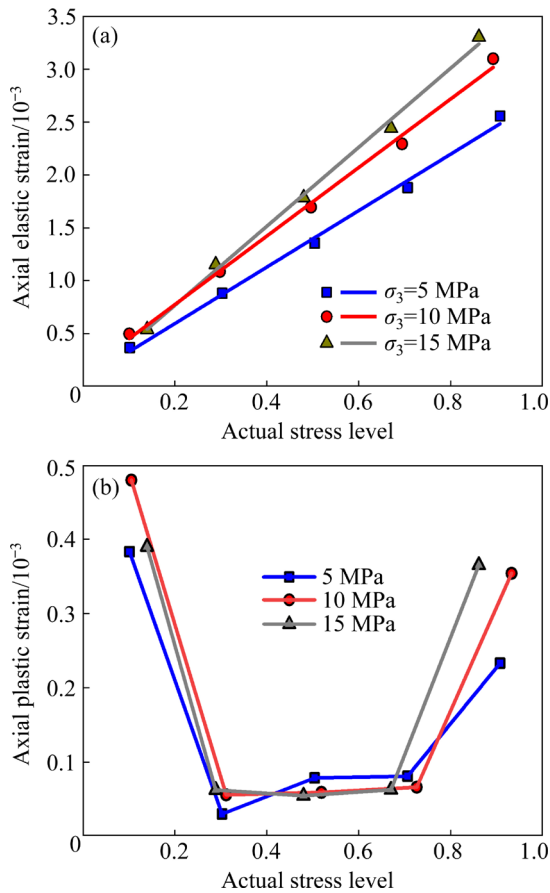 (a)
3.5
3.0
2.5
2.0
1.5
1.0
0.5
0
Axial elastic strain/10⁻³
σ₃=5 MPa
σ₃=10 MPa
σ₃=15 MPa
0.2 0.4 0.6 0.8 1.0
Actual stress level
(b)
0.5
0.4
0.3
0.2
0.1
0
Axial plastic strain/10⁻³
5 MPa
10 MPa
15 MPa
0.2 0.4 0.6 0.8 1.0
Actual stress level